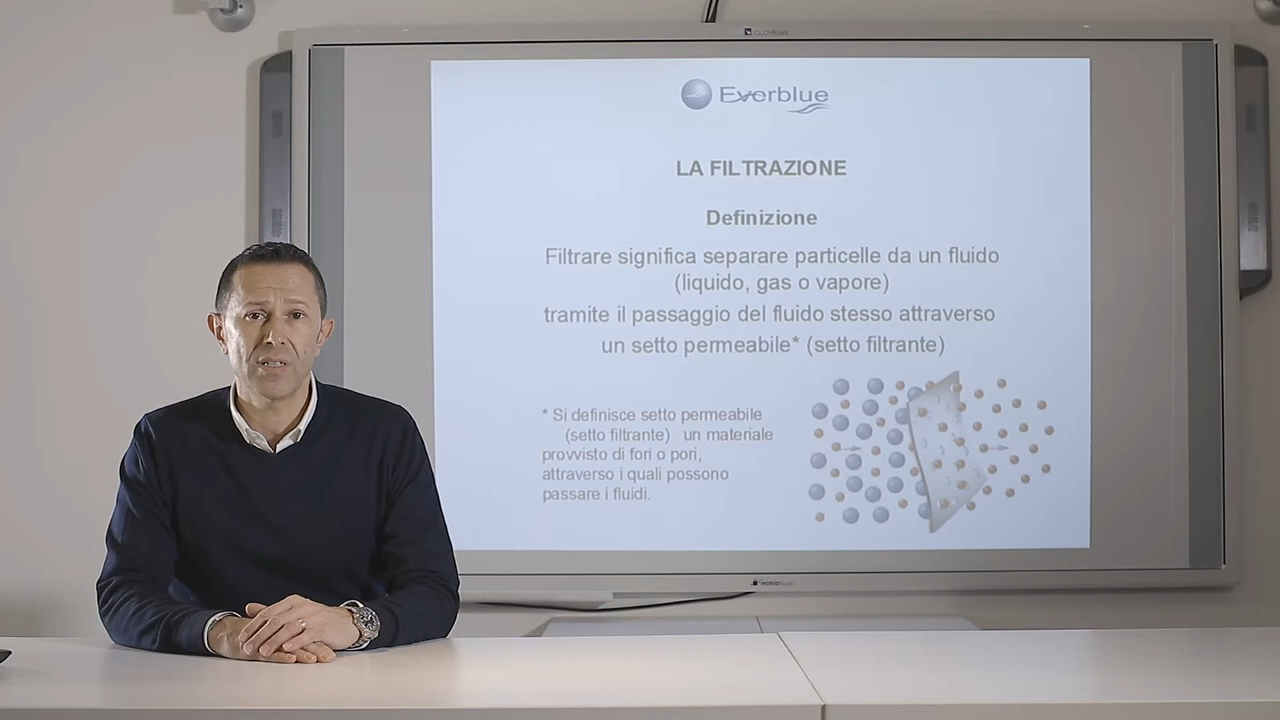 Everblue
LA FILTRAZIONE
Definizione
Filtrare significa separare particelle da un fluido
(liquido, gas o vapore)
tramite il passaggio del fluido stesso attraverso
un setto permeabile* (setto filtrante)
* Si definisce setto permeabile
(setto filtrante) un materiale
provvisto di fori o pori,
attraverso i quali possono
passare i fluidi.
mimio